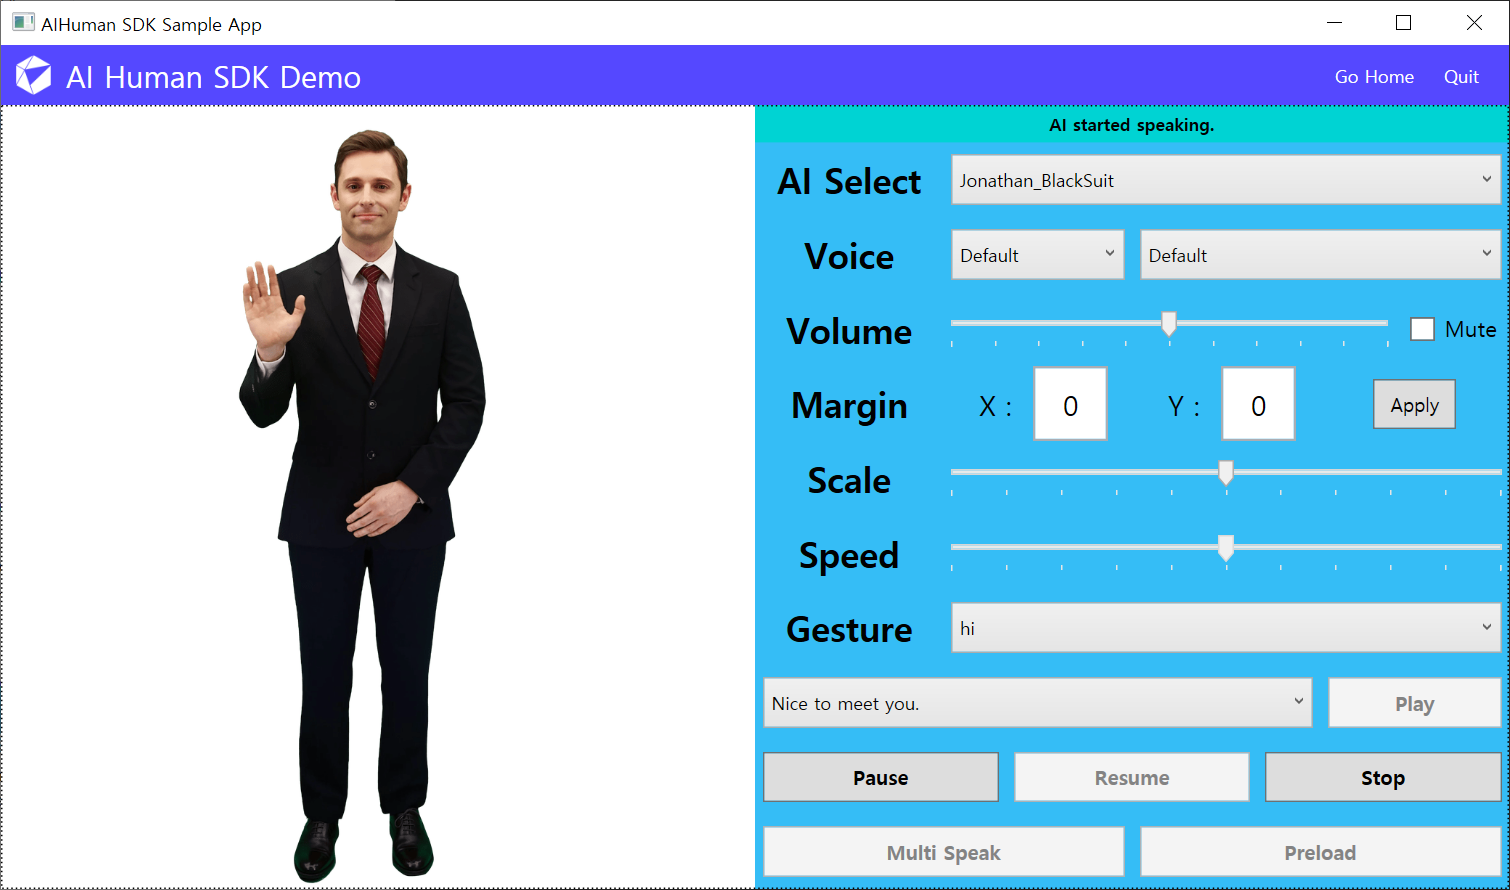 AIHuman SDK Sample App
AI Human SDK Demo
Go Home
Quit
AI started speaking.
AI Select
Jonathan_BlackSuit
Voice
Default
Default
Volume
Mute
Margin
X :
0
Y :
0
Apply
Scale
Speed
Gesture
hi
Nice to meet you.
Play
Pause
Resume
Stop
Multi Speak
Preload